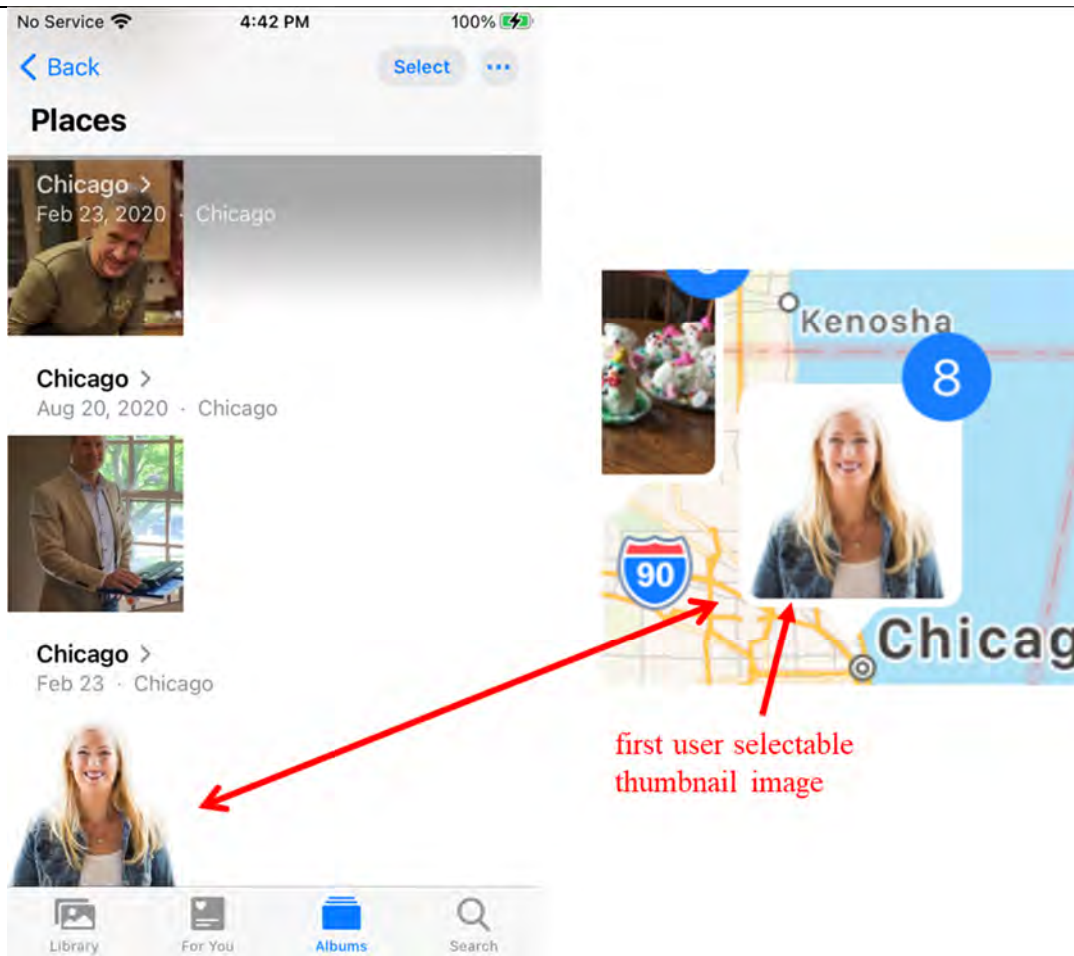 No Service 4:42 PM 100%
Back Select ...
Places
Chicago >
Feb 23, 2020 · Chicago
Chicago >
Aug 20, 2020 · Chicago
Chicago >
Feb 23 · Chicago
Library For You Albums Search
Kenosha
8
90
Chicag
first user selectable
thumbnail image